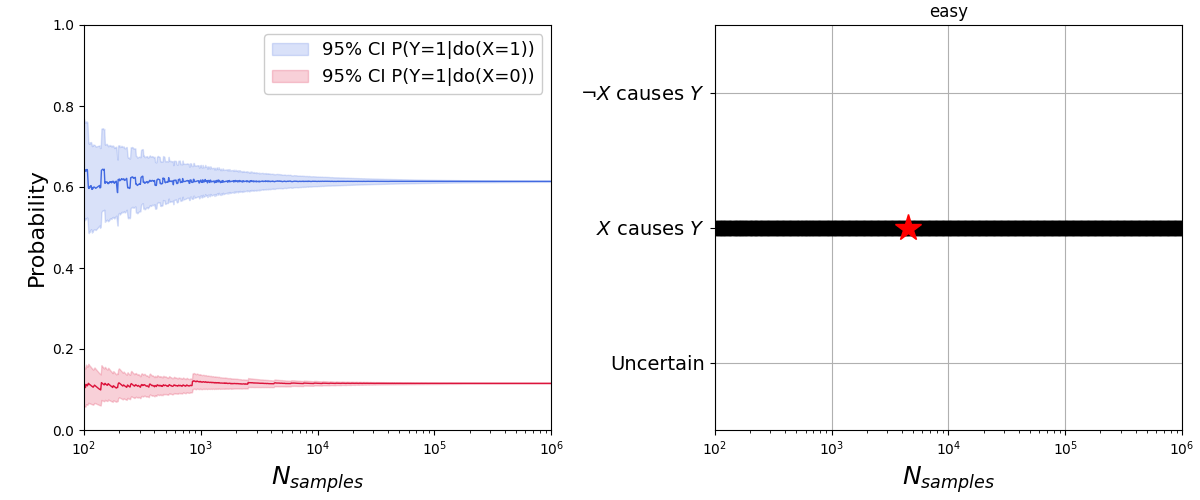 1.0
0.8
0.6
0.4
0.2
0.0
Probability
95% CI P(Y=1|do(X=1))
95% CI P(Y=1|do(X=0))
10² 10³ 10⁴ 10⁵ 10⁶
N_samples
easy
¬X causes Y
X causes Y
Uncertain
10² 10³ 10⁴ 10⁵ 10⁶
N_samples